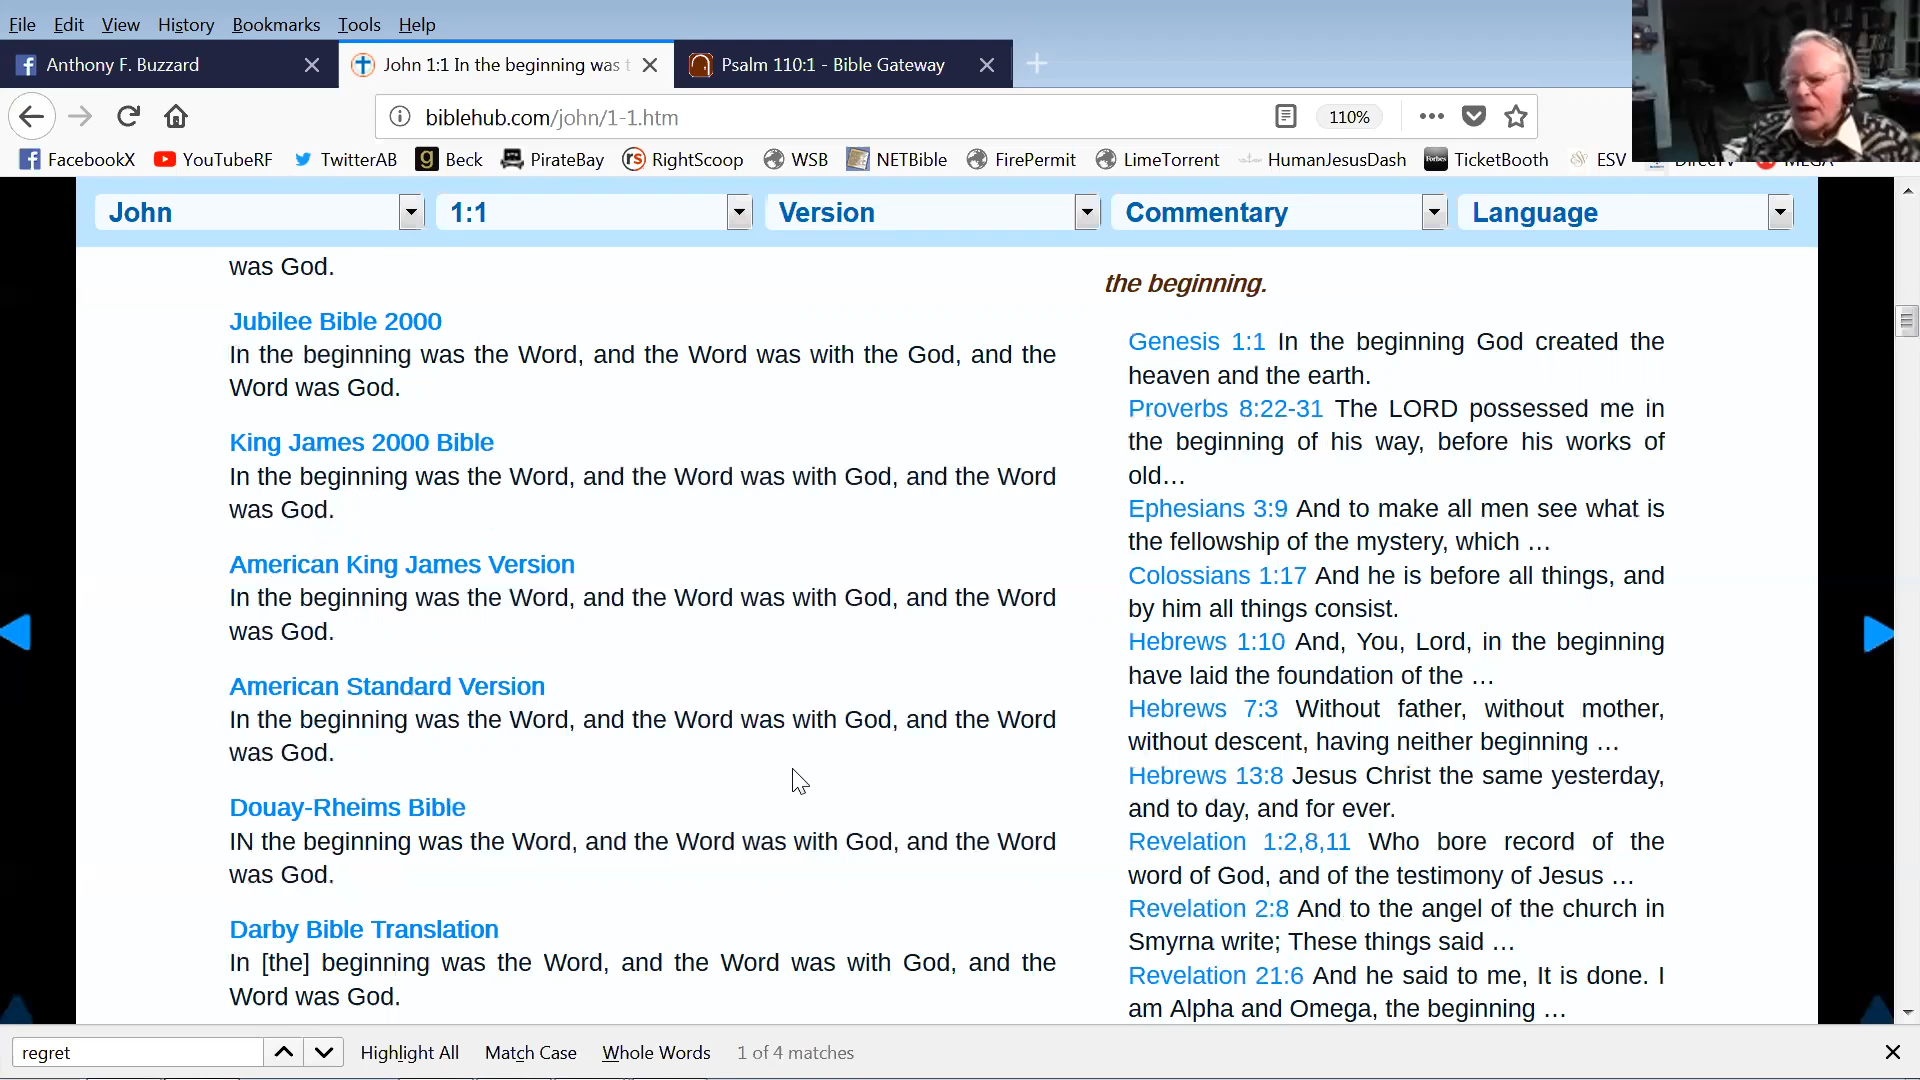 File Edit View History Bookmarks Tools Help
Anthony F. Buzzard
John 1:1 In the beginning was t
Psalm 110:1 - Bible Gateway
biblehub.com/john/1-1.htm
110%
FacebookX YouTubeRF TwitterAB Beck PirateBay RightScoop WSB NETBible FirePermit LimeTorrent HumanJesusDash TicketBooth ESV
John 1:1 Version Commentary Language
was God.
Jubilee Bible 2000
In the beginning was the Word, and the Word was with the God, and the
Word was God.
King James 2000 Bible
In the beginning was the Word, and the Word was with God, and the Word
was God.
American King James Version
In the beginning was the Word, and the Word was with God, and the Word
was God.
American Standard Version
In the beginning was the Word, and the Word was with God, and the Word
was God.
Douay-Rheims Bible
IN the beginning was the Word, and the Word was with God, and the Word
was God.
Darby Bible Translation
In [the] beginning was the Word, and the Word was with God, and the
Word was God.
the beginning.
Genesis 1:1 In the beginning God created the
heaven and the earth.
Proverbs 8:22-31 The LORD possessed me in
the beginning of his way, before his works of
old…
Ephesians 3:9 And to make all men see what is
the fellowship of the mystery, which …
Colossians 1:17 And he is before all things, and
by him all things consist.
Hebrews 1:10 And, You, Lord, in the beginning
have laid the foundation of the …
Hebrews 7:3 Without father, without mother,
without descent, having neither beginning …
Hebrews 13:8 Jesus Christ the same yesterday,
and to day, and for ever.
Revelation 1:2,8,11 Who bore record of the
word of God, and of the testimony of Jesus …
Revelation 2:8 And to the angel of the church in
Smyrna write; These things said …
Revelation 21:6 And he said to me, It is done. I
am Alpha and Omega, the beginning …
regret Highlight All Match Case Whole Words 1 of 4 matches